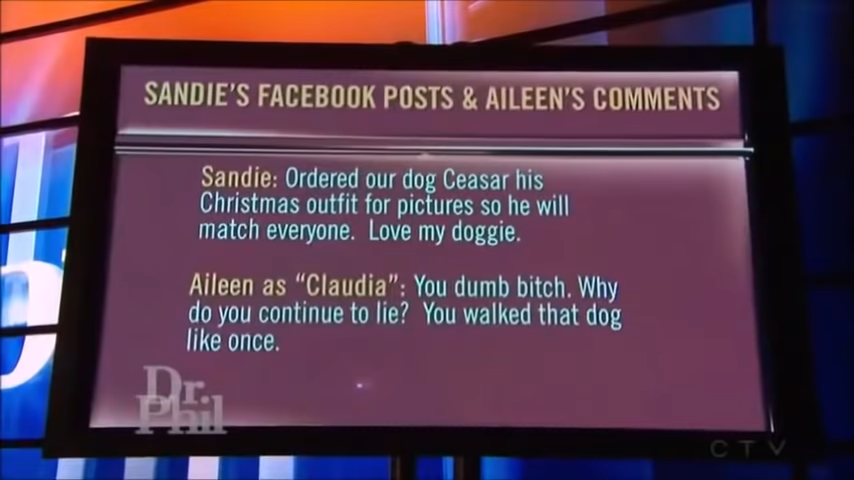 SANDIE'S FACEBOOK POSTS & AILEEN'S COMMENTS
Sandie: Ordered our dog Ceasar his
Christmas outfit for pictures so he will
match everyone. Love my doggie.
Aileen as "Claudia": You dumb bitch. Why
do you continue to lie? You walked that dog
like once.
Dr.
Phil
CTV